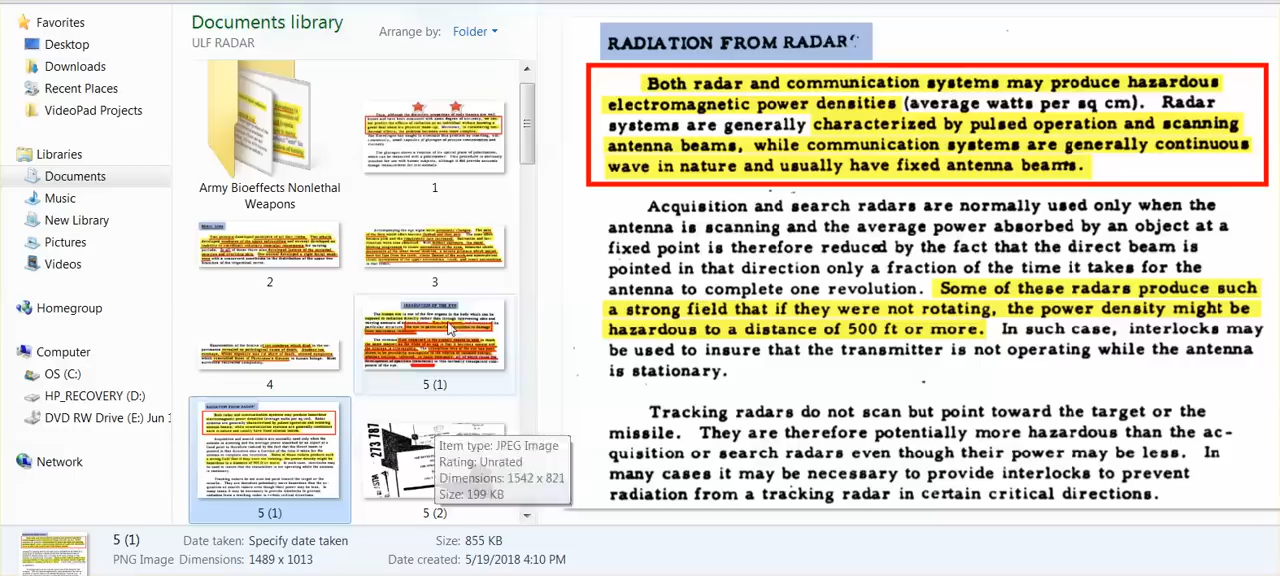 Favorites
Desktop
Downloads
Recent Places
VideoPad Projects
Libraries
Documents
Music
New Library
Pictures
Videos
Homegroup
Computer
OS (C:)
HP_RECOVERY (D:)
DVD RW Drive (E:) Jun 1
Network
Documents library
ULF RADAR
Arrange by: Folder
Army Bioeffects Nonlethal
Weapons
1
2
3
4
5 (1)
RADIATION FROM RADAR
5 (1)
273 787
5 (2)
Item type: JPEG Image
Rating: Unrated
Dimensions: 1542 x 821
Size: 199 KB
RADIATION FROM RADAR
Both radar and communication systems may produce hazardous
electromagnetic power densities (average watts per sq cm). Radar
systems are generally characterized by pulsed operation and scanning
antenna beams, while communication systems are generally continuous
wave in nature and usually have fixed antenna beams.
Acquisition and search radars are normally used only when the
antenna is scanning and the average power absorbed by an object at a
fixed point is therefore reduced by the fact that the direct beam is
pointed in that direction only a fraction of the time it takes for the
antenna to complete one revolution. Some of these radars produce such
a strong field that if they were not rotating, the power density might be
hazardous to a distance of 500 ft or more. In such case, interlocks may
be used to insure that the transmitter is not operating while the antenna
is stationary.
Tracking radars do not scan but point toward the target or the
missile. They are therefore potentially more hazardous than the ac-
quisition or search radars even though their power may be less. In
many cases it may be necessary to provide interlocks to prevent
radiation from a tracking radar in certain critical directions.
5 (1)
Date taken: Specify date taken
Size: 855 KB
PNG Image
Dimensions: 1489 x 1013
Date created: 5/19/2018 4:10 PM